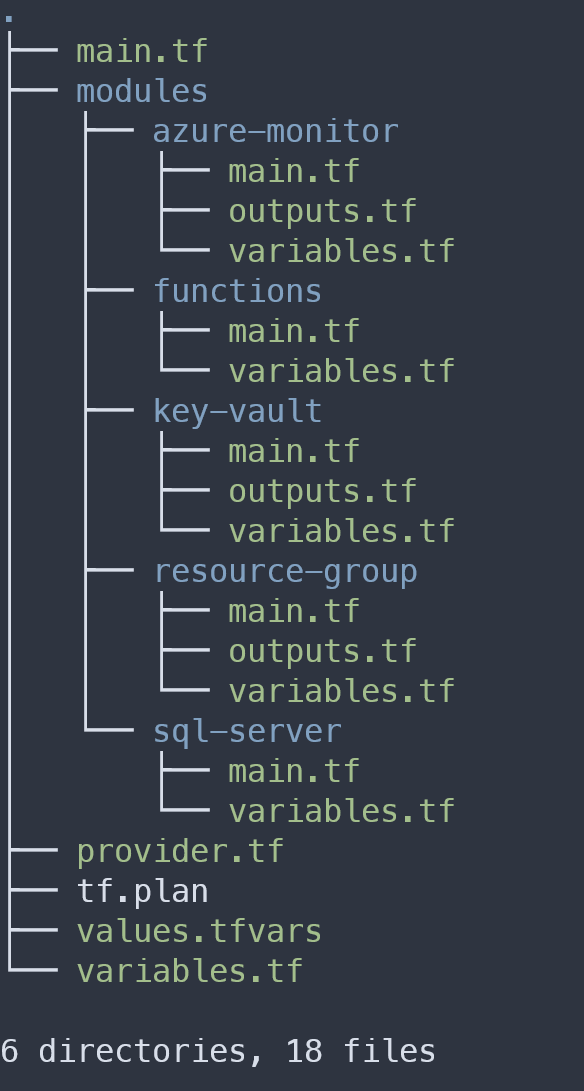 .
├── main.tf
├── modules
│   ├── azure-monitor
│   │   ├── main.tf
│   │   ├── outputs.tf
│   │   └── variables.tf
│   ├── functions
│   │   ├── main.tf
│   │   └── variables.tf
│   ├── key-vault
│   │   ├── main.tf
│   │   ├── outputs.tf
│   │   └── variables.tf
│   ├── resource-group
│   │   ├── main.tf
│   │   ├── outputs.tf
│   │   └── variables.tf
│   └── sql-server
│       ├── main.tf
│       └── variables.tf
├── provider.tf
├── tf.plan
├── values.tfvars
└── variables.tf

6 directories, 18 files